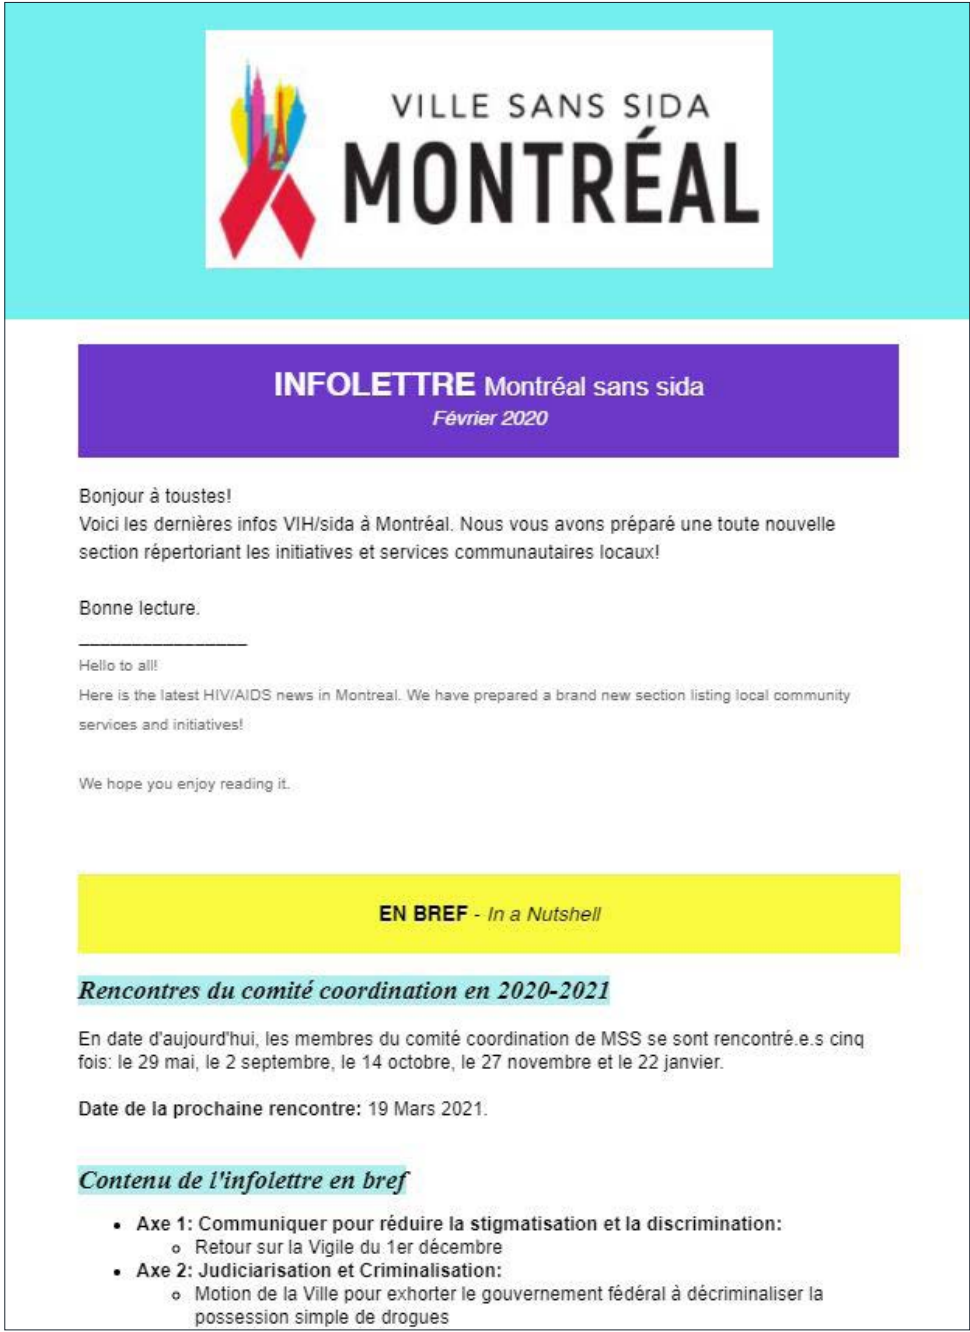 VILLE SANS SIDA
MONTRÉAL
INFOLETTRE Montréal sans sida
Février 2020
Bonjour à toustes!
Voici les dernières infos VIH/sida à Montréal. Nous vous avons préparé une toute nouvelle
section répertoriant les initiatives et services communautaires locaux!
Bonne lecture.
________________
Hello to all!
Here is the latest HIV/AIDS news in Montreal. We have prepared a brand new section listing local community
services and initiatives!
We hope you enjoy reading it.
EN BREF - In a Nutshell
Rencontres du comité coordination en 2020-2021
En date d'aujourd'hui, les membres du comité coordination de MSS se sont rencontré.e.s cinq
fois: le 29 mai, le 2 septembre, le 14 octobre, le 27 novembre et le 22 janvier.
Date de la prochaine rencontre: 19 Mars 2021.
Contenu de l'infolettre en bref
• Axe 1: Communiquer pour réduire la stigmatisation et la discrimination:
o Retour sur la Vigile du 1er décembre
• Axe 2: Judiciarisation et Criminalisation:
o Motion de la Ville pour exhorter le gouvernement fédéral à décriminaliser la
possession simple de drogues